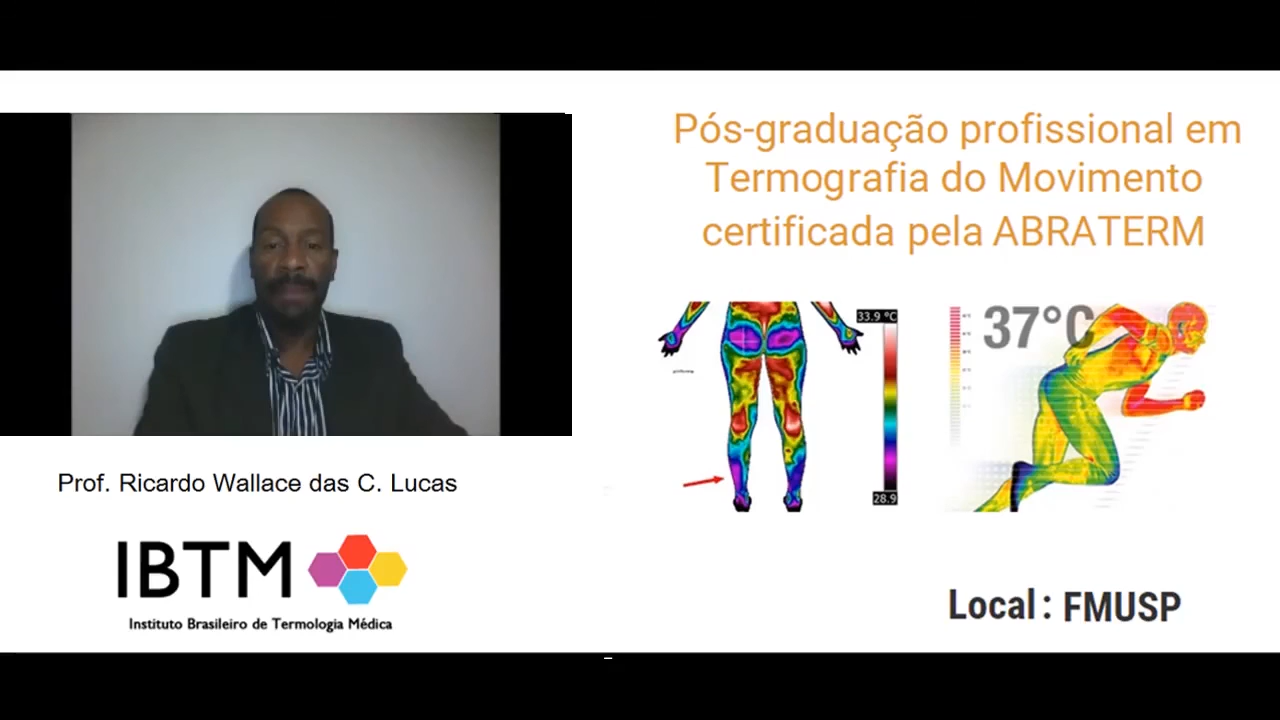 Pós-graduação profissional em
Termografia do Movimento
certificada pela ABRATERM
33.9 °C
28.9
37°C
Prof. Ricardo Wallace das C. Lucas
IBTM
Instituto Brasileiro de Termologia Médica
Local : FMUSP